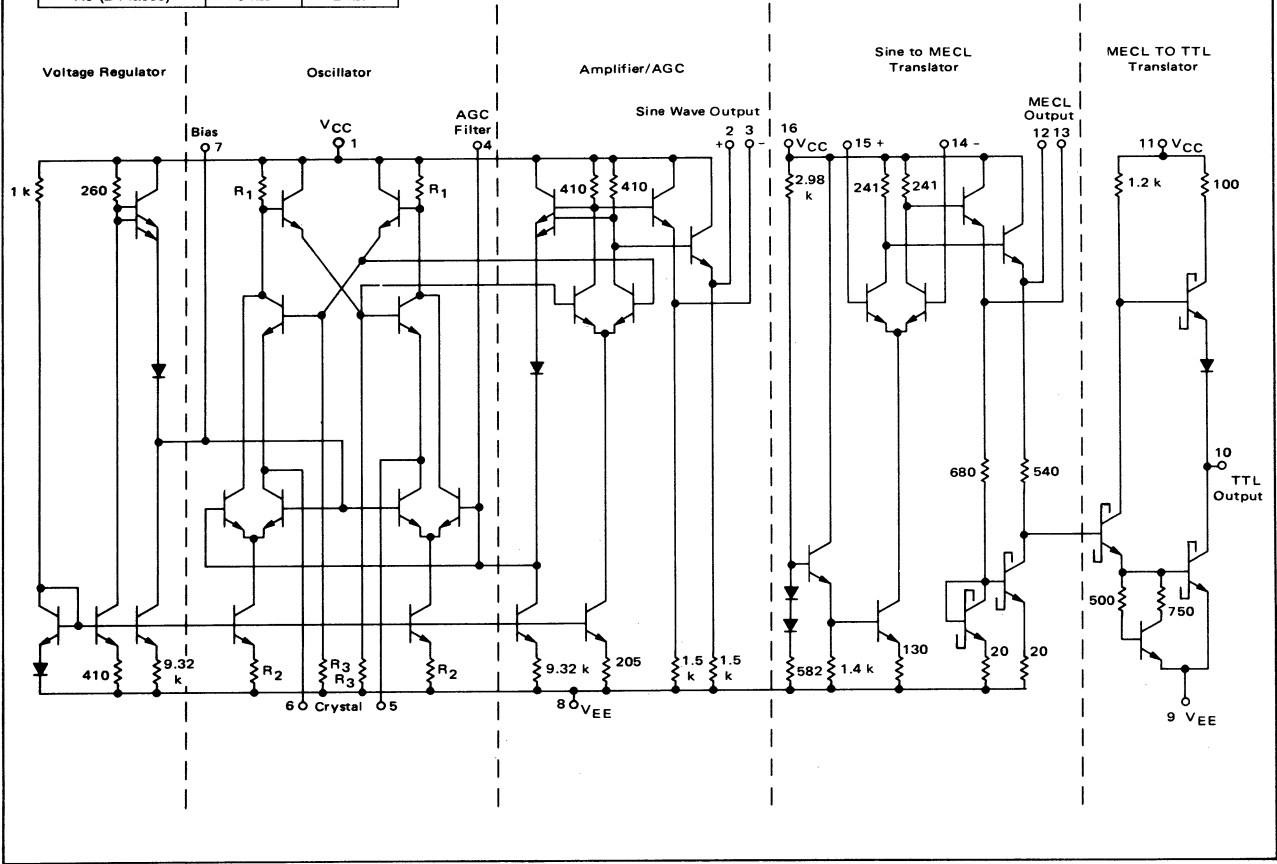 Voltage Regulator
Oscillator
Amplifier/AGC
Sine to MECL
Translator
MECL TO TTL
Translator
Bias
7
VCC
1
AGC
Filter
4
Sine Wave Output
2 3
+ -
16
VCC
15 +
14 -
MECL
Output
12 13
11 VCC
1 k
260
R1
R1
410
410
2.98
k
241
241
1.2 k
100
680
540
10
TTL
Output
500
750
410
9.32
k
R2
R3
R3
R2
9.32 k
205
1.5
k
1.5
k
582
1.4 k
130
20
20
6 Crystal 5
8 VEE
9 VEE